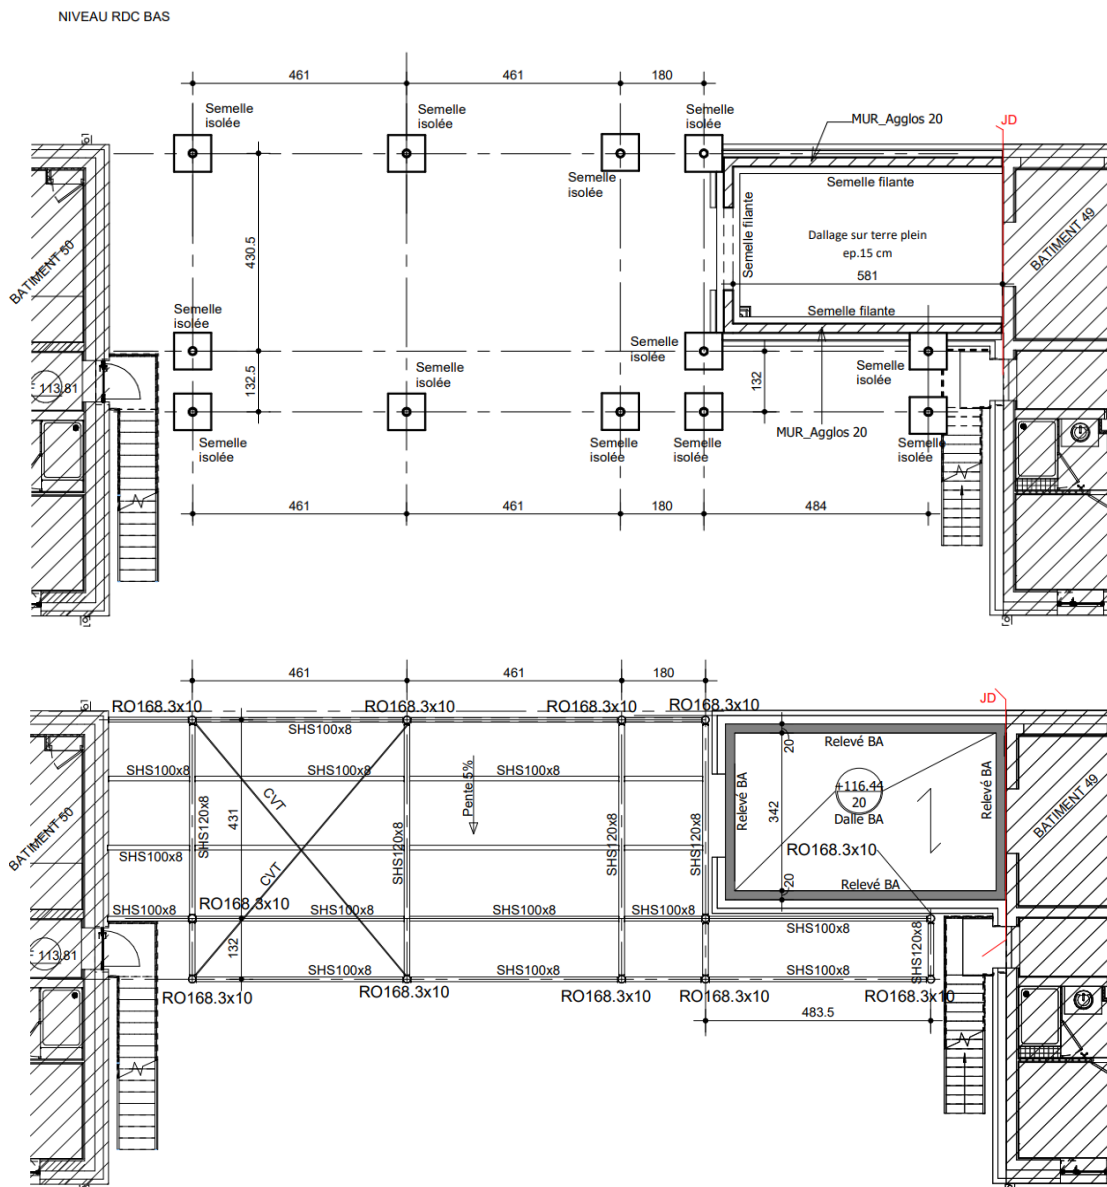 NIVEAU RDC BAS
461
461
180
Semelle
isolée
Semelle
isolée
Semelle
isolée
Semelle
isolée
MUR_Agglos 20
JD
Semelle filante
Semelle filante
Dallage sur terre plein
ep.15 cm
581
Semelle filante
BATIMENT 50
BATIMENT 49
430.5
Semelle
isolée
Semelle
isolée
Semelle
isolée
Semelle
isolée
132.5
132
113.81
MUR_Agglos 20
Semelle
isolée
Semelle
isolée
Semelle
isolée
Semelle
isolée
461
461
180
484
461
461
180
JD
RO168.3x10
RO168.3x10
RO168.3x10
RO168.3x10
SHS100x8
20
Relevé BA
SHS100x8
SHS100x8
SHS100x8
Pente 5%
CVT
+116.44
20
Dalle BA
Relevé BA
Relevé BA
342
BATIMENT 50
BATIMENT 49
SHS120x8
431
SHS120x8
SHS120x8
SHS120x8
RO168.3x10
SHS100x8
CVT
20
Relevé BA
SHS100x8
RO168.3x10
SHS100x8
SHS100x8
SHS100x8
SHS100x8
SHS120x8
132
113.81
SHS100x8
SHS100x8
SHS100x8
RO168.3x10
RO168.3x10
RO168.3x10
RO168.3x10
RO168.3x10
483.5